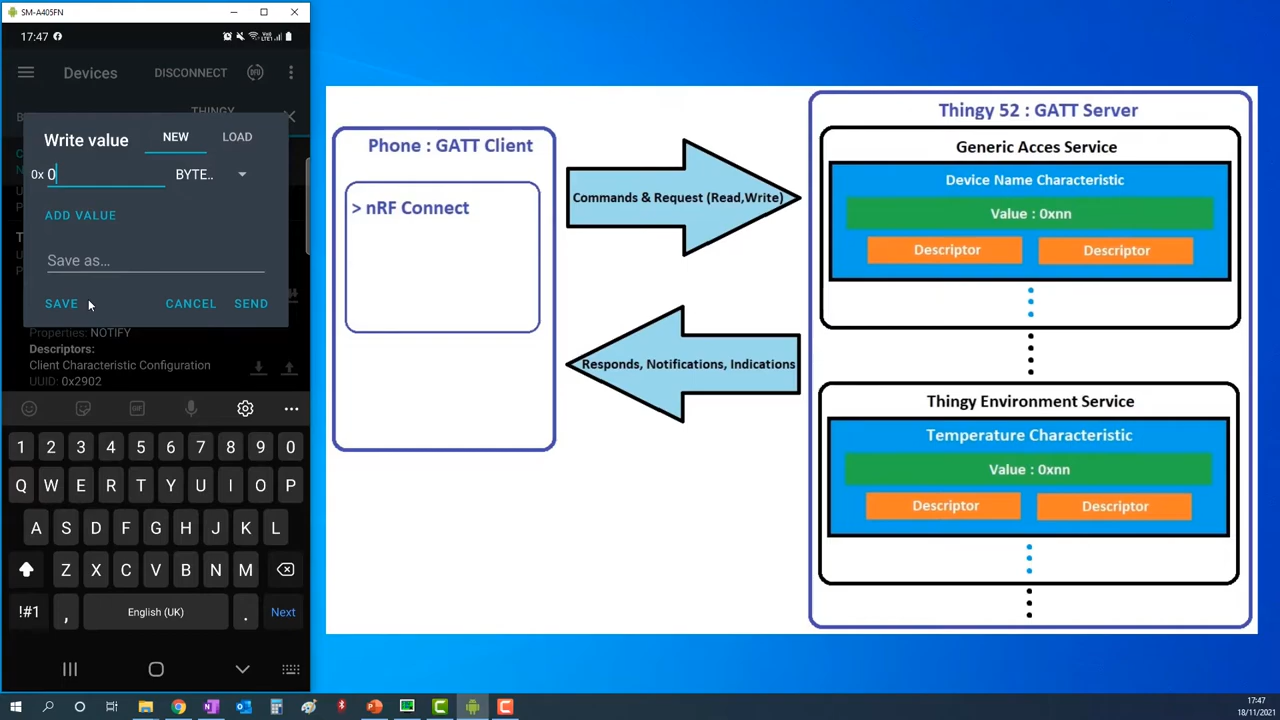 SM-A405FN
17:47
Devices
DISCONNECT
THINGY
Write value
NEW
LOAD
0x 0
BYTE..
ADD VALUE
Save as...
SAVE
CANCEL
SEND
Properties: NOTIFY
Descriptors:
Client Characteristic Configuration
UUID: 0x2902
GIF
1 2 3 4 5 6 7 8 9 0
Q W E R T Y U I O P
A S D F G H J K L
Z X C V B N M
!#1 , English (UK) . Next
Phone : GATT Client
> nRF Connect
Commands & Request (Read,Write)
Responds, Notifications, Indications
Thingy 52 : GATT Server
Generic Acces Service
Device Name Characteristic
Value : 0xnn
Descriptor
Descriptor
Thingy Environment Service
Temperature Characteristic
Value : 0xnn
Descriptor
Descriptor
17:47
18/11/2021